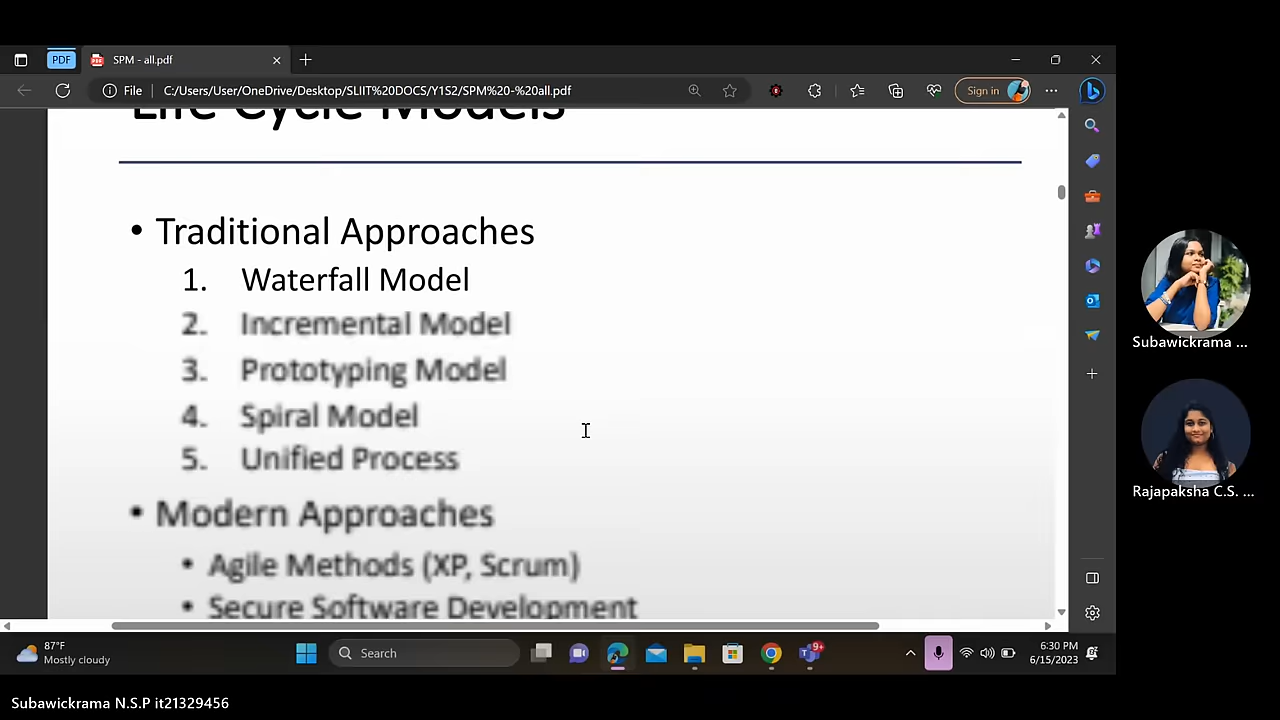 PDF
SPM - all.pdf
File
C:/Users/User/OneDrive/Desktop/SLIIT%20DOCS/Y1S2/SPM%20-%20all.pdf
Sign in
Life Cycle Models
• Traditional Approaches
1. Waterfall Model
2. Incremental Model
3. Prototyping Model
4. Spiral Model
5. Unified Process
• Modern Approaches
• Agile Methods (XP, Scrum)
• Secure Software Development
Subawickrama ...
Rajapaksha C.S. ...
87°F
Mostly cloudy
Search
9+
6:30 PM
6/15/2023
Subawickrama N.S.P it21329456